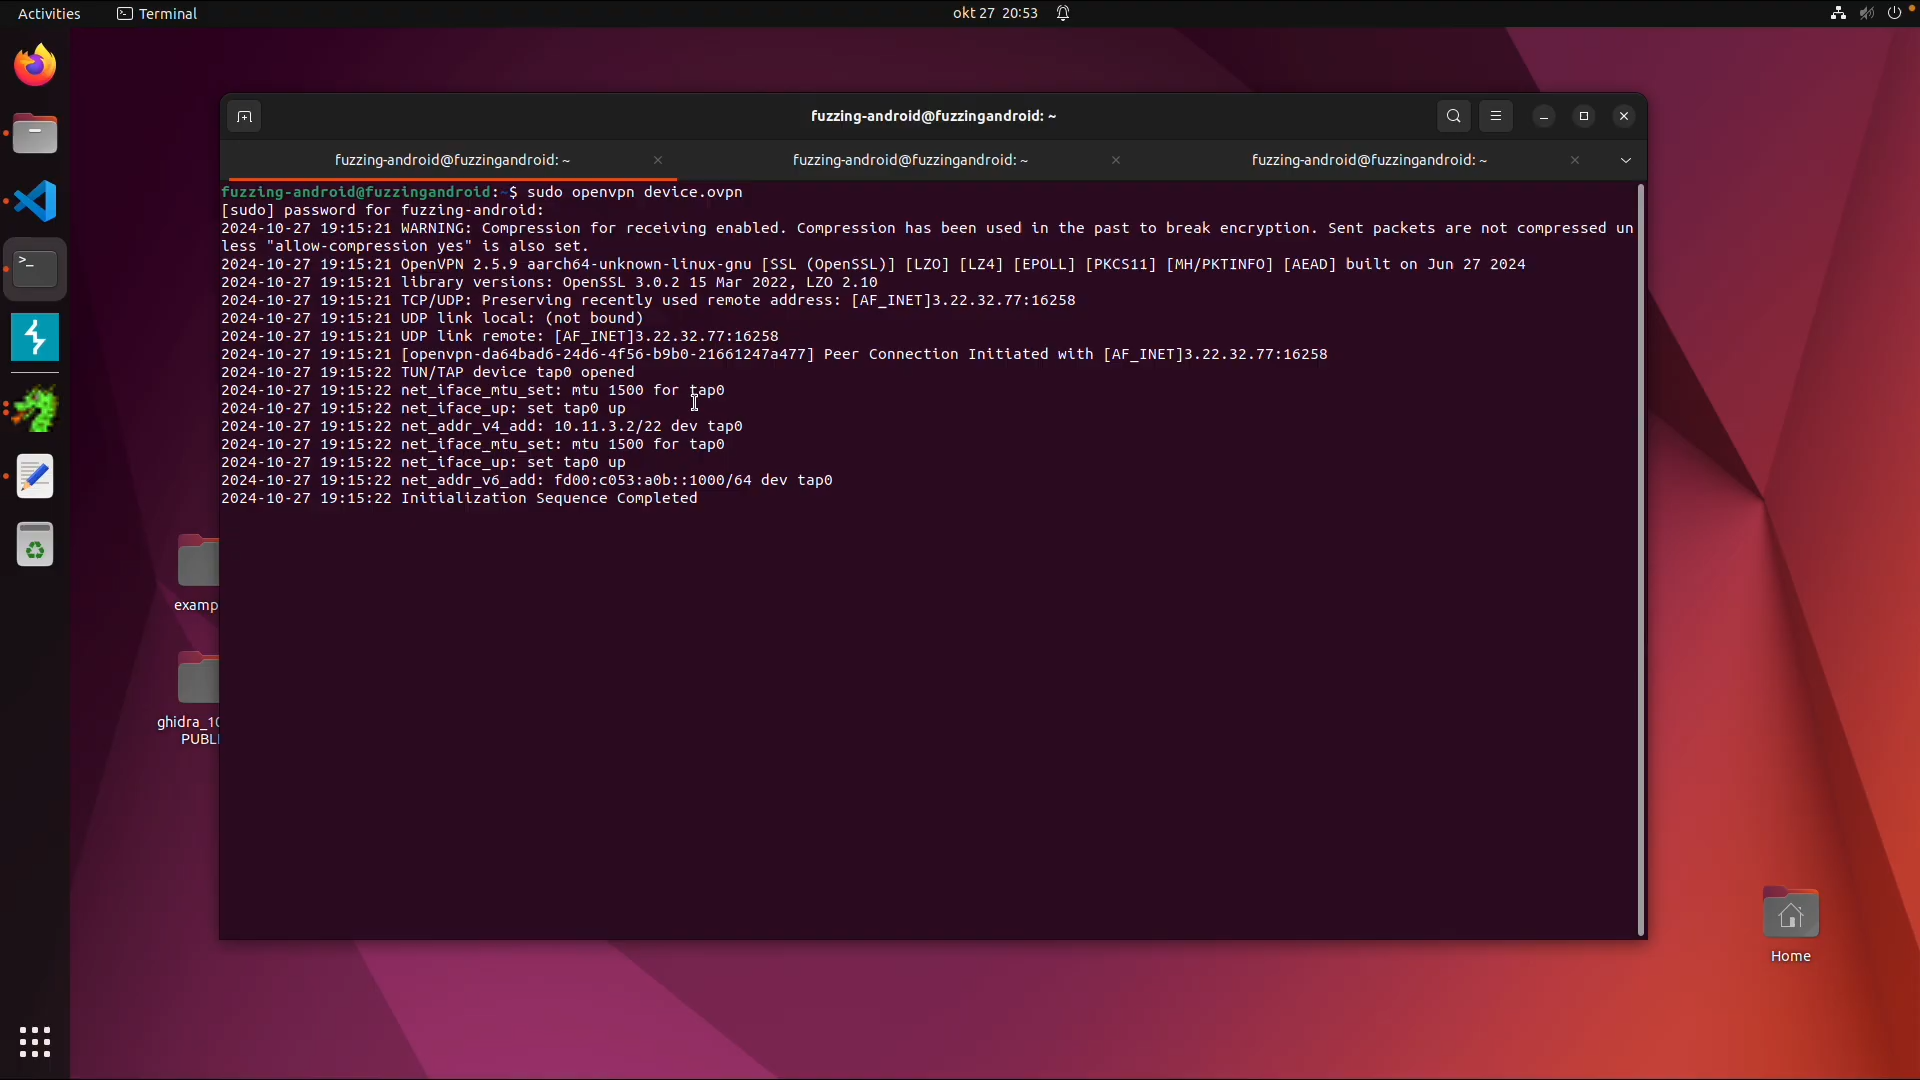 Activities
Terminal
okt 27 20:53
fuzzing-android@fuzzingandroid: ~
fuzzing-android@fuzzingandroid: ~
fuzzing-android@fuzzingandroid: ~
fuzzing-android@fuzzingandroid: ~
fuzzing-android@fuzzingandroid:~$ sudo openvpn device.ovpn
[sudo] password for fuzzing-android:
2024-10-27 19:15:21 WARNING: Compression for receiving enabled. Compression has been used in the past to break encryption. Sent packets are not compressed un
less "allow-compression yes" is also set.
2024-10-27 19:15:21 OpenVPN 2.5.9 aarch64-unknown-linux-gnu [SSL (OpenSSL)] [LZO] [LZ4] [EPOLL] [PKCS11] [MH/PKTINFO] [AEAD] built on Jun 27 2024
2024-10-27 19:15:21 library versions: OpenSSL 3.0.2 15 Mar 2022, LZO 2.10
2024-10-27 19:15:21 TCP/UDP: Preserving recently used remote address: [AF_INET]3.22.32.77:16258
2024-10-27 19:15:21 UDP link local: (not bound)
2024-10-27 19:15:21 UDP link remote: [AF_INET]3.22.32.77:16258
2024-10-27 19:15:21 [openvpn-da64bad6-24d6-4f56-b9b0-21661247a477] Peer Connection Initiated with [AF_INET]3.22.32.77:16258
2024-10-27 19:15:22 TUN/TAP device tap0 opened
2024-10-27 19:15:22 net_iface_mtu_set: mtu 1500 for tap0
2024-10-27 19:15:22 net_iface_up: set tap0 up
2024-10-27 19:15:22 net_addr_v4_add: 10.11.3.2/22 dev tap0
2024-10-27 19:15:22 net_iface_mtu_set: mtu 1500 for tap0
2024-10-27 19:15:22 net_iface_up: set tap0 up
2024-10-27 19:15:22 net_addr_v6_add: fd00:c053:a0b::1000/64 dev tap0
2024-10-27 19:15:22 Initialization Sequence Completed
examp
ghidra_10
PUBL
Home